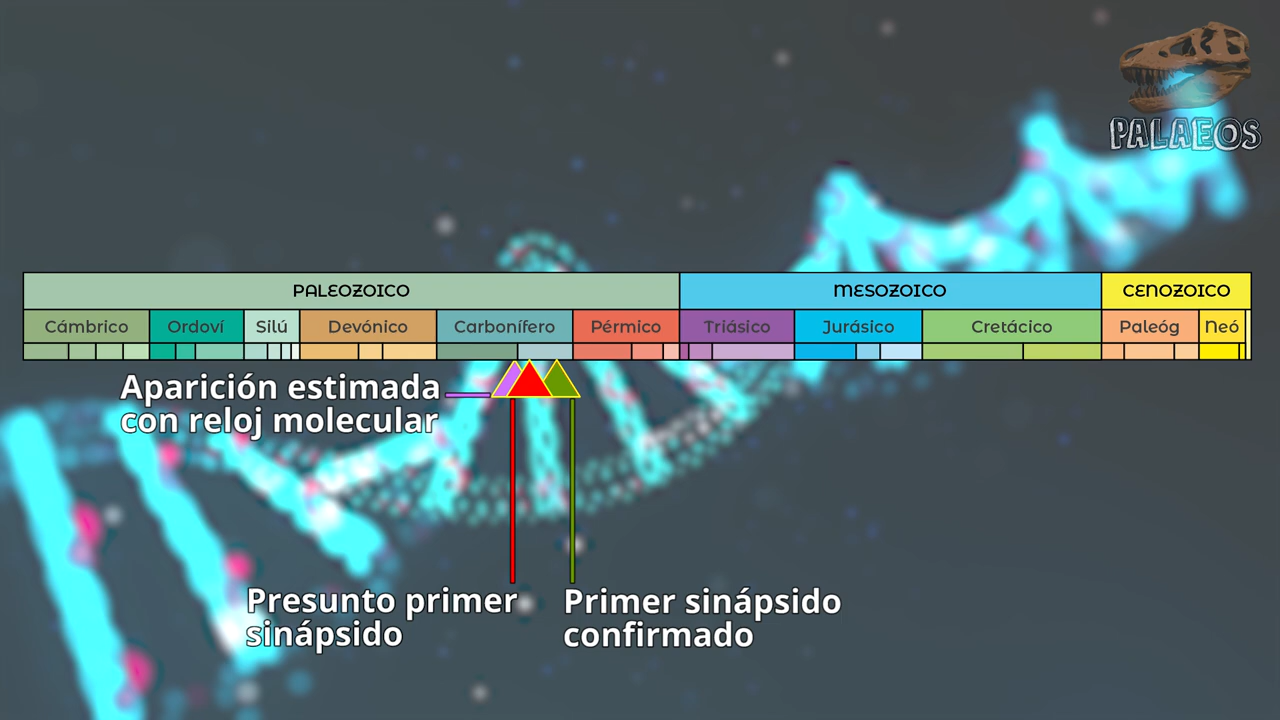 PALAEOS
PALEOZOICO MESOZOICO CENOZOICO
Cámbrico Ordoví Silú Devónico Carbonífero Pérmico Triásico Jurásico Cretácico Paleóg Neó
Aparición estimada
con reloj molecular
Presunto primer
sinápsido
Primer sinápsido
confirmado